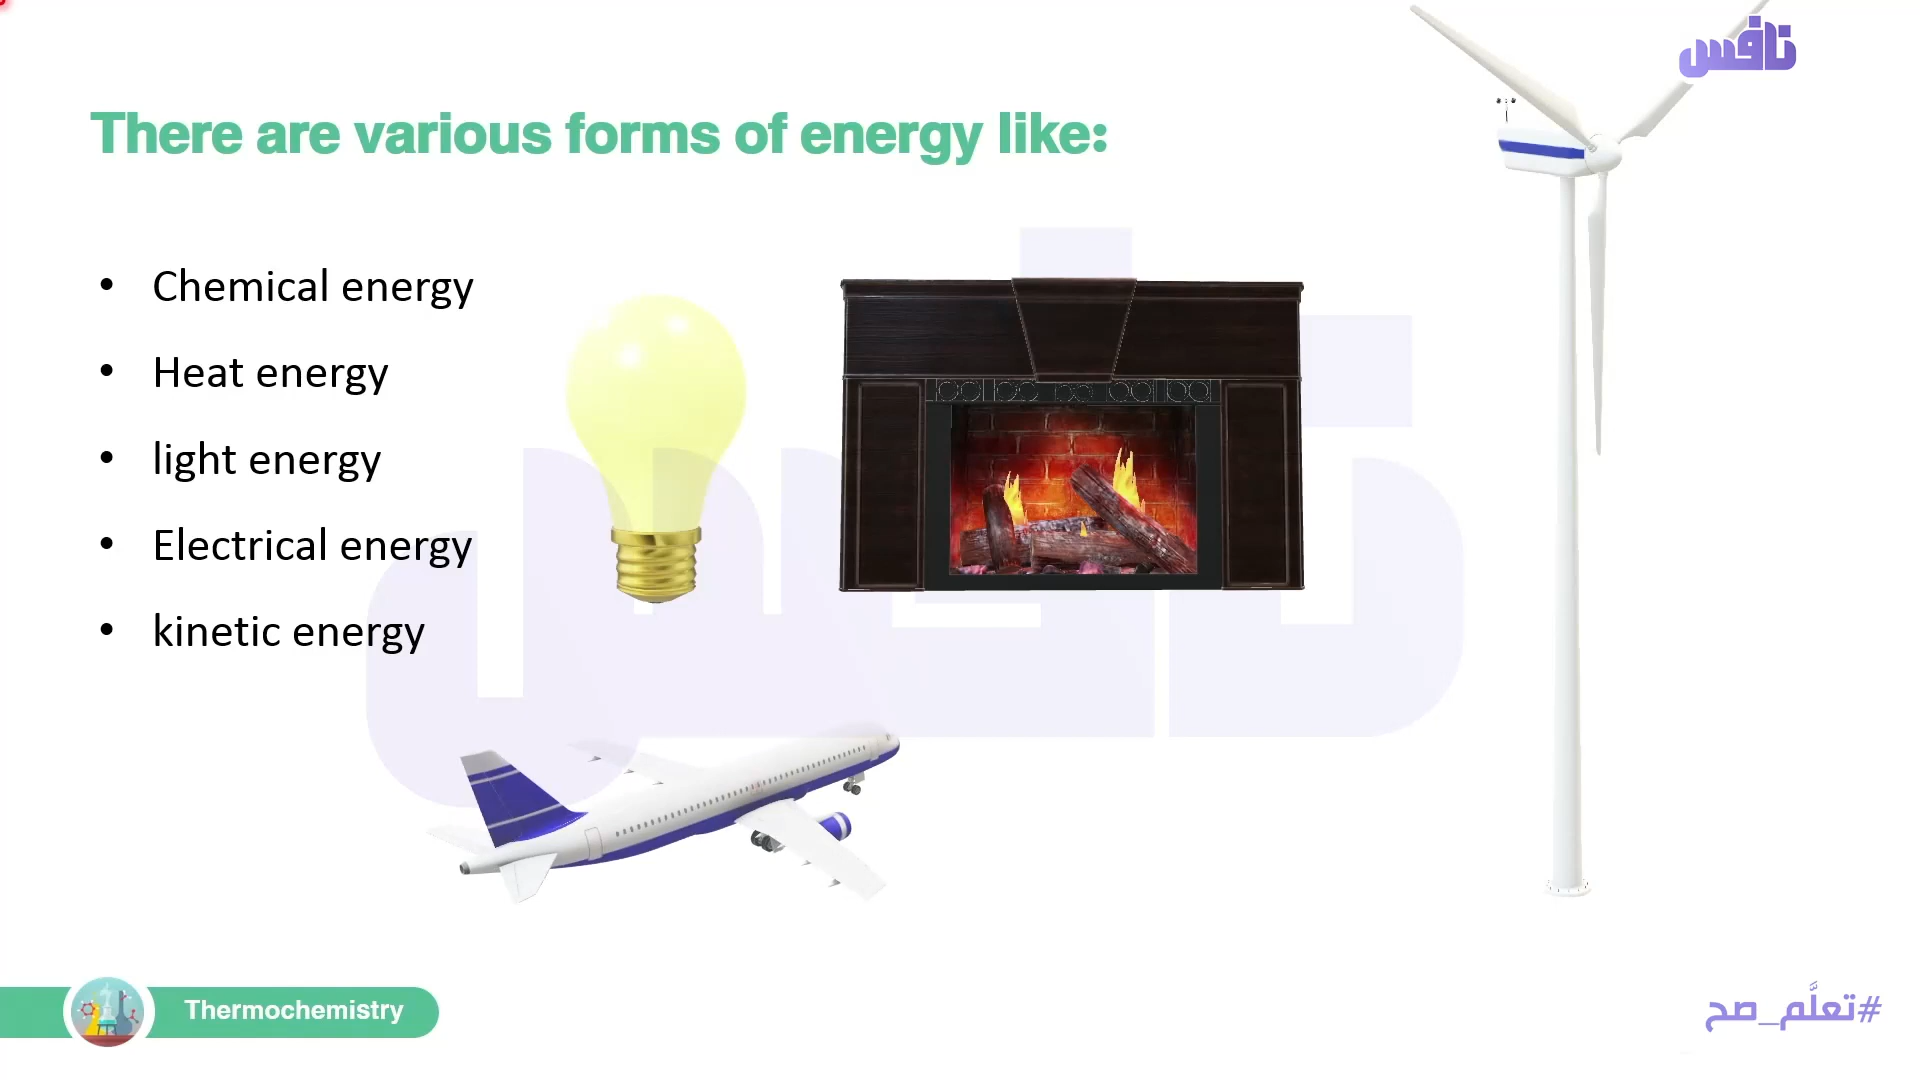 نافس
There are various forms of energy like:
• Chemical energy
• Heat energy
• light energy
• Electrical energy
• kinetic energy
Thermochemistry
#تعلَّم_صح